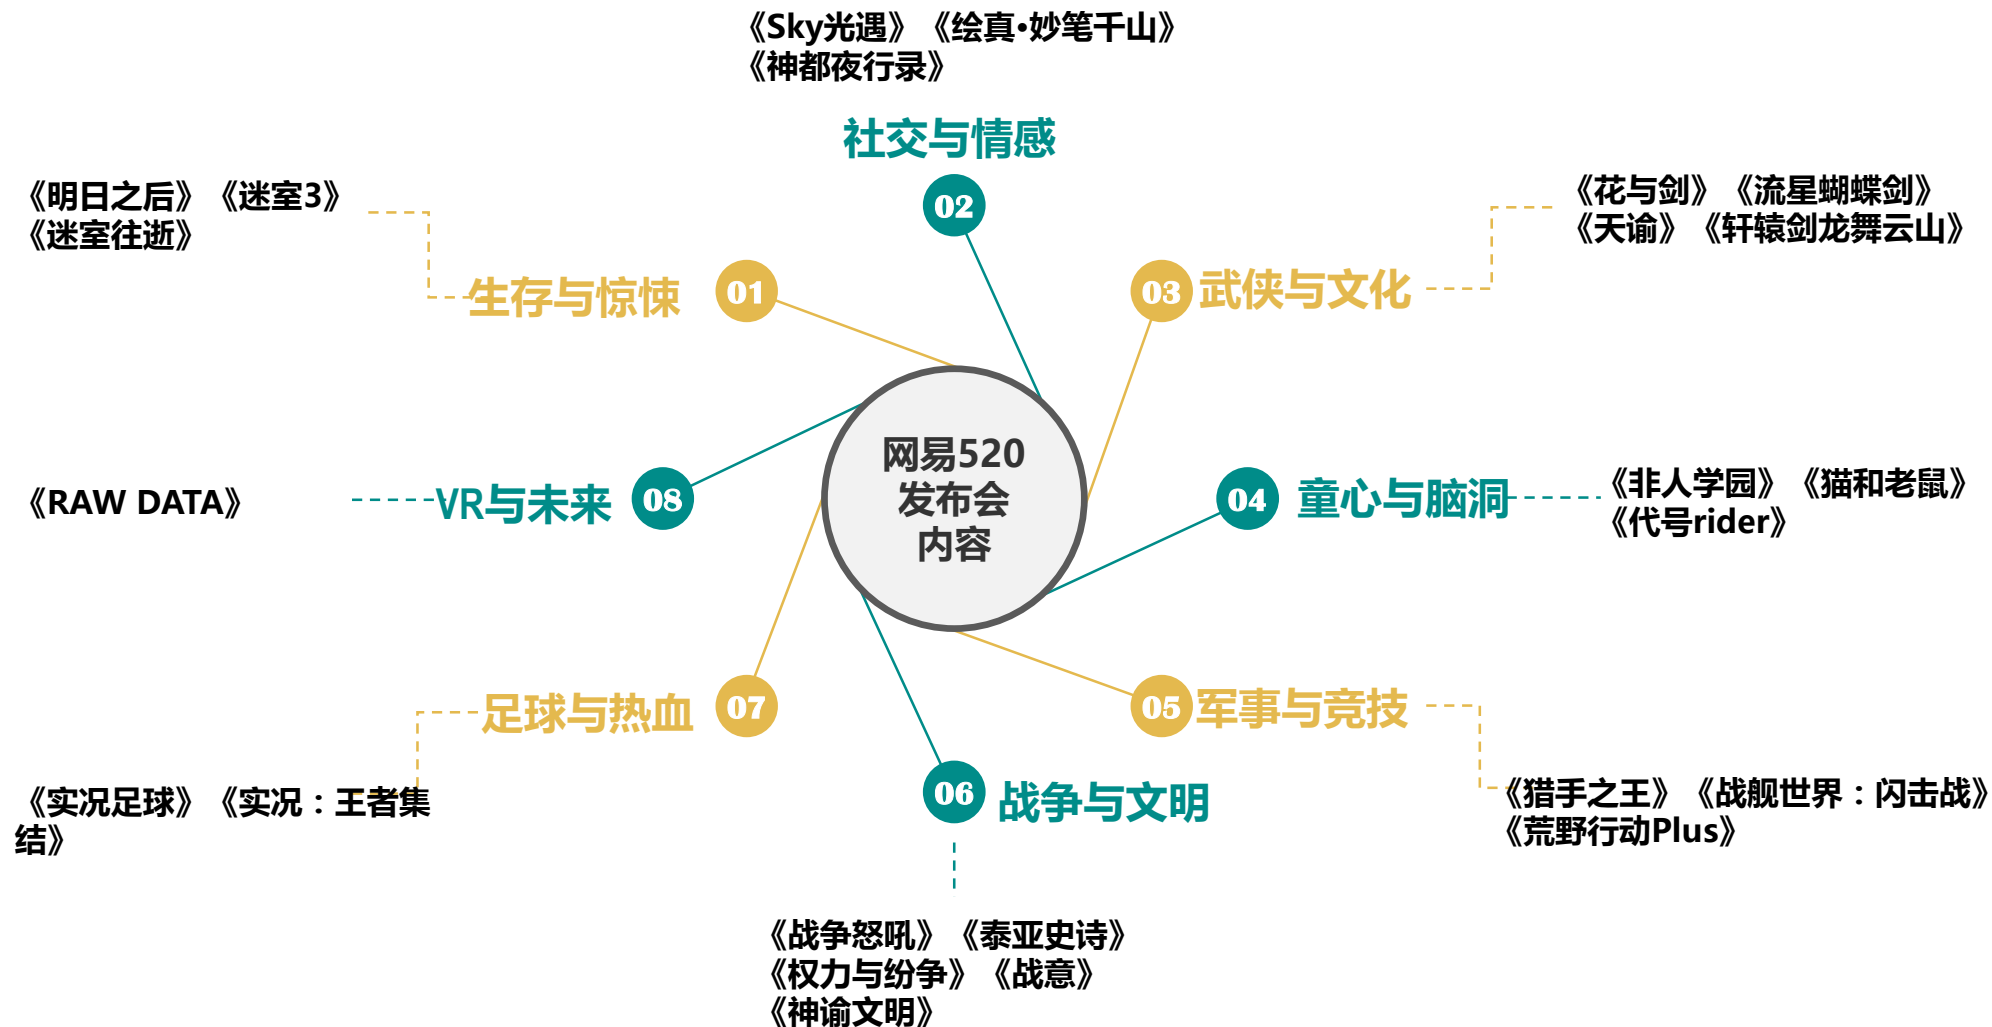 《Sky光遇》《绘真·妙笔千山》
《神都夜行录》
社交与情感
02
《明日之后》《迷室3》
《迷室往逝》
生存与惊悚
01
《花与剑》《流星蝴蝶剑》
《天谕》《轩辕剑龙舞云山》
03
武侠与文化
网易520
发布会
内容
《RAW DATA》
VR与未来
08
04
童心与脑洞
《非人学园》《猫和老鼠》
《代号rider》
足球与热血
07
《实况足球》《实况：王者集
结》
05
军事与竞技
《猎手之王》《战舰世界：闪击战》
《荒野行动Plus》
06
战争与文明
《战争怒吼》《泰亚史诗》
《权力与纷争》《战意》
《神谕文明》